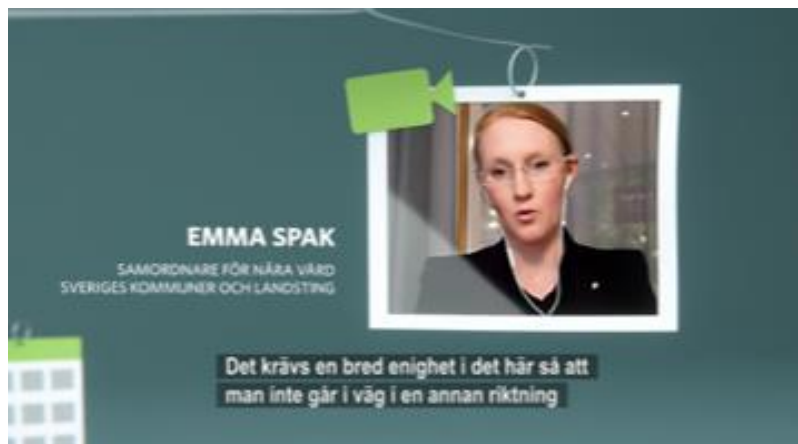 EMMA SPAK
SAMORDNARE FÖR NÄRA VÅRD
SVERIGES KOMMUNER OCH LANDSTING
Det krävs en bred enighet i det här så att
man inte går i väg i en annan riktning